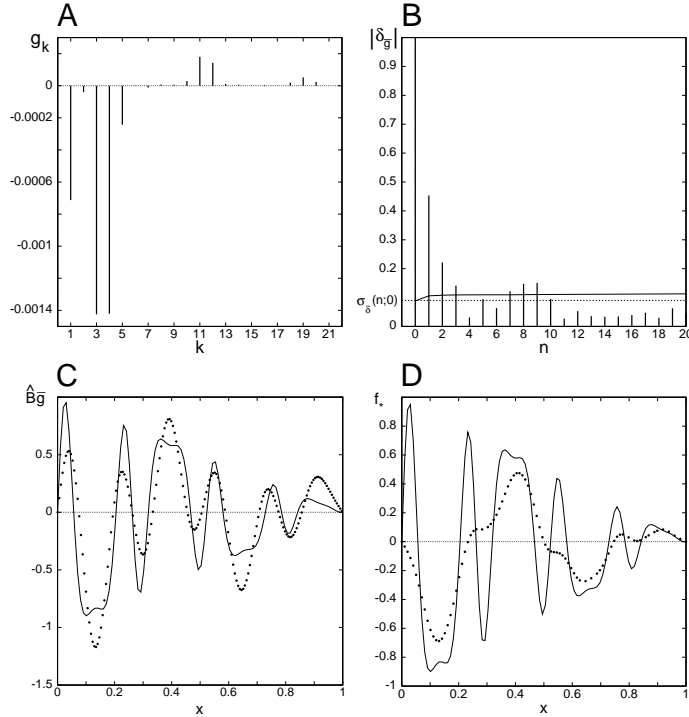 A
g_k
0
-0.0002
-0.0006
-0.001
-0.0014
1 3 5 7 9 11 13 15 17 19 21
k
B
|δ_g̅|
0.9
0.8
0.7
0.6
0.5
0.4
0.3
0.2
0.1
0
σ_δ(n;0)
0 2 4 6 8 10 12 14 16 18 20
n
C
B̂g̅
0.5
0
-0.5
-1
-1.5
0 0.2 0.4 0.6 0.8 1
x
D
f_*
0.8
0.6
0.4
0.2
0
-0.2
-0.4
-0.6
-0.8
-1
0 0.2 0.4 0.6 0.8 1
x